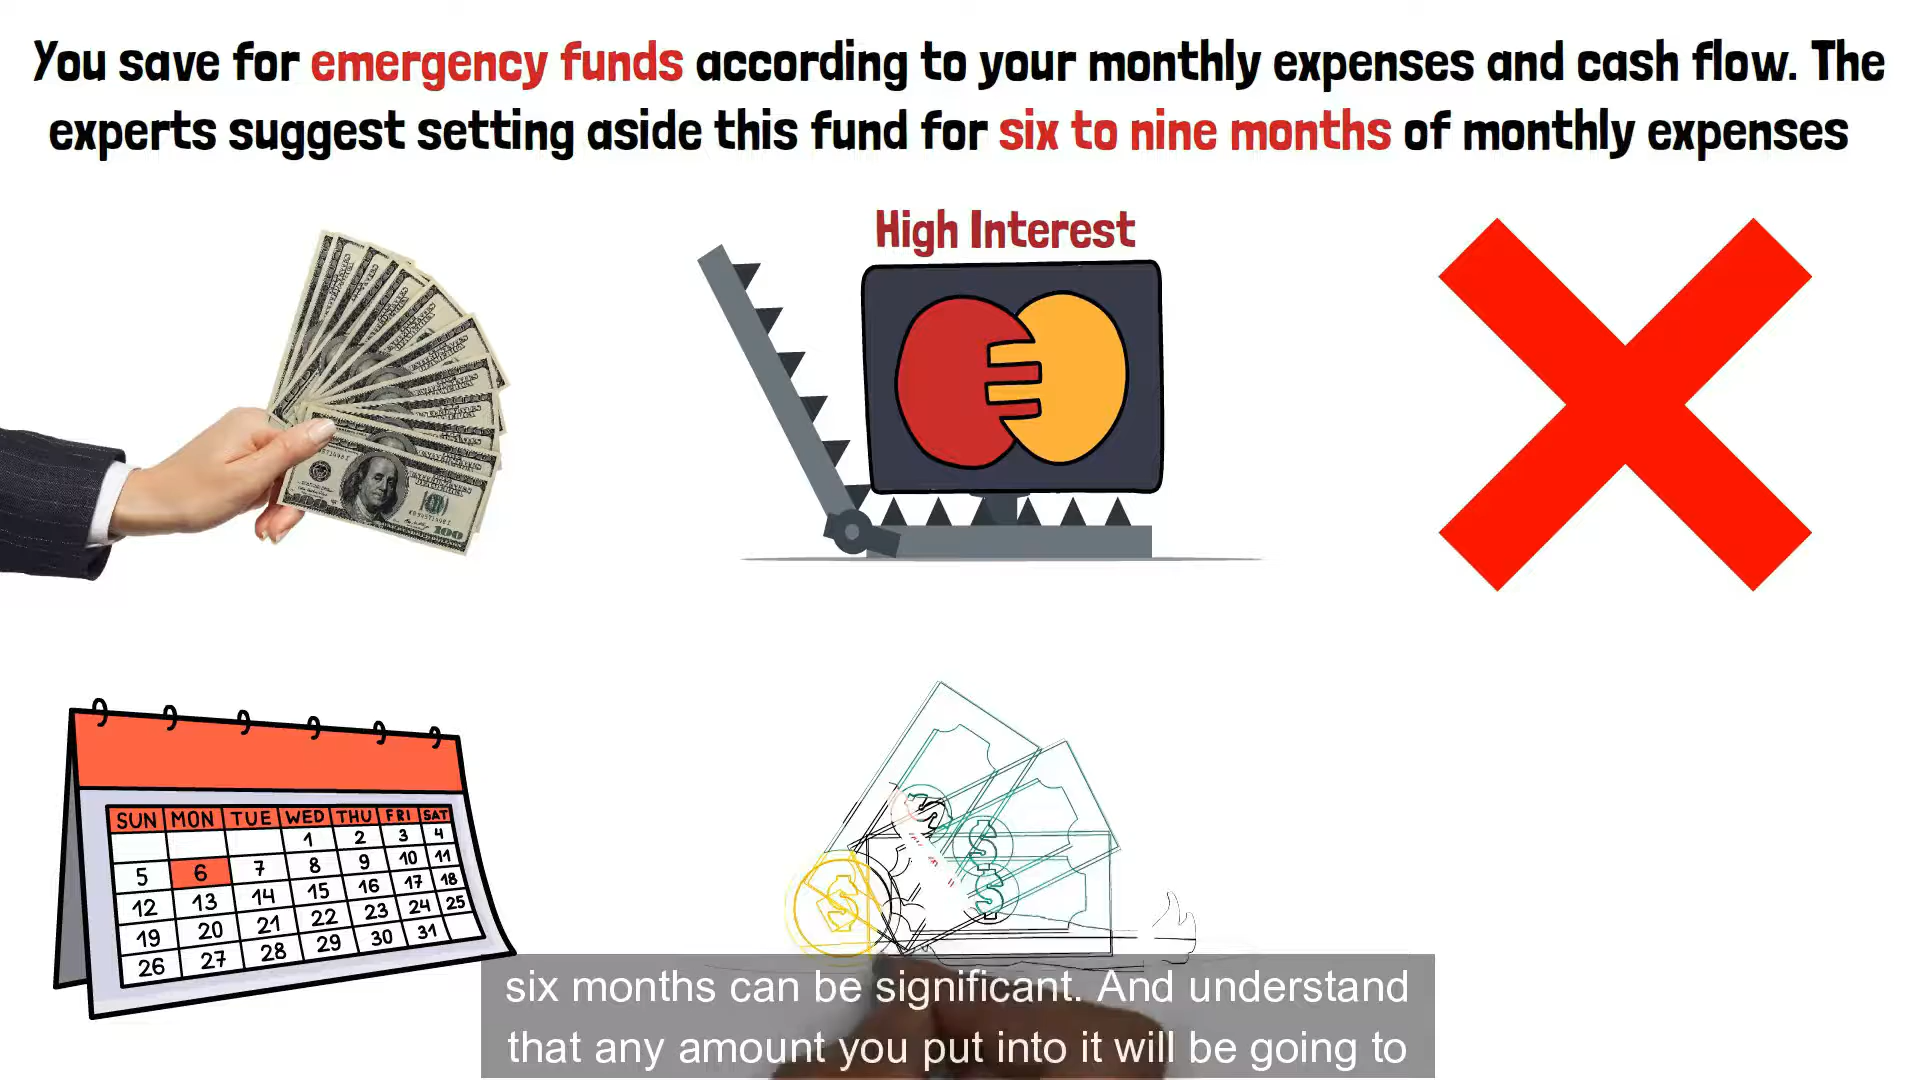 You save for emergency funds according to your monthly expenses and cash flow. The
experts suggest setting aside this fund for six to nine months of monthly expenses
High Interest
100
SUN MON TUE WED THU FRI SAT
1 2 3 4
5 6 7 8 9 10 11
12 13 14 15 16 17 18
19 20 21 22 23 24 25
26 27 28 29 30 31
$ $ $
six months can be significant. And understand
that any amount you put into it will be going to